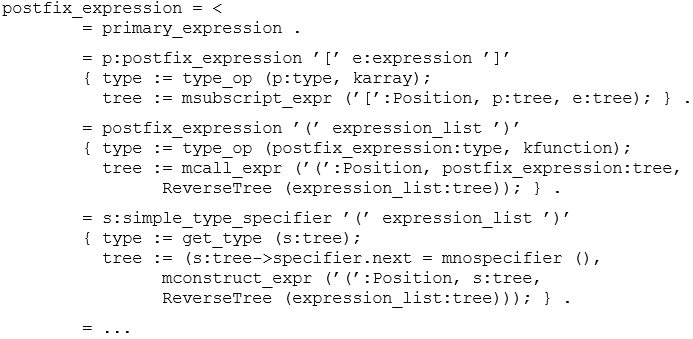 postfix_expression = <
= primary_expression .
= p:postfix_expression '[' e:expression ']'
{ type := type_op (p:type, karray);
tree := msubscript_expr ('[':Position, p:tree, e:tree); } .
= postfix_expression '(' expression_list ')'
{ type := type_op (postfix_expression:type, kfunction);
tree := mcall_expr ('(':Position, postfix_expression:tree,
ReverseTree (expression_list:tree)); } .
= s:simple_type_specifier '(' expression_list ')'
{ type := get_type (s:tree);
tree := (s:tree->specifier.next = mnospecifier (),
mconstruct_expr ('(':Position, s:tree,
ReverseTree (expression_list:tree))); } .
= ...